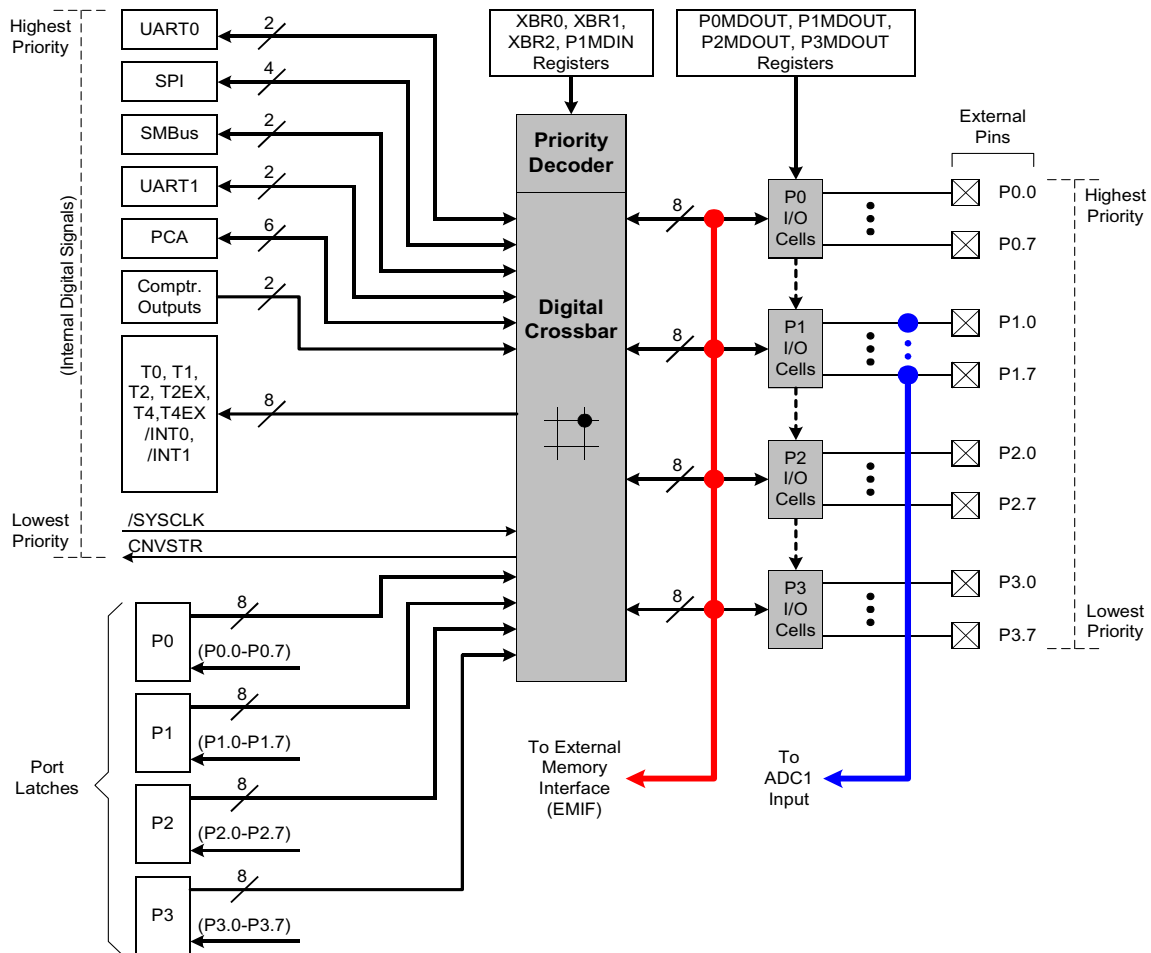 Highest
Priority
(Internal Digital Signals)
Lowest
Priority
UART0
2
SPI
4
SMBus
2
UART1
2
PCA
6
Comptr.
Outputs
2
T0, T1,
T2, T2EX,
T4,T4EX
/INT0,
/INT1
8
/SYSCLK
CNVSTR
XBR0, XBR1,
XBR2, P1MDIN
Registers
P0MDOUT, P1MDOUT,
P2MDOUT, P3MDOUT
Registers
Priority
Decoder
Digital
Crossbar
8
8
8
8
P0
I/O
Cells
P1
I/O
Cells
P2
I/O
Cells
P3
I/O
Cells
External
Pins
P0.0
P0.7
P1.0
P1.7
P2.0
P2.7
P3.0
P3.7
Highest
Priority
Lowest
Priority
Port
Latches
P0
8
(P0.0-P0.7)
P1
8
(P1.0-P1.7)
P2
8
(P2.0-P2.7)
P3
8
(P3.0-P3.7)
To External
Memory
Interface
(EMIF)
To
ADC1
Input